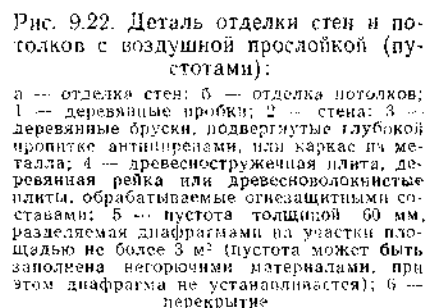 Рис. 9.22. Деталь отделки стен и по-
толков с воздушной прослойкой (пу-
стотами):
а — отделка стен; б — отделка потолков;
1 — деревянные пробки; 2 — стена; 3 —
деревянные бруски, подвергнутые глубокой
пропитке антипиренами, или каркас из ме-
талла; 4 — древесностружечная плита, де-
ревянная рейка или древесноволокнистые
плиты, обрабатываемые огнезащитными со-
ставами; 5 — пустота толщиной 60 мм,
разделяемая диафрагмами на участки пло-
щадью не более 3 м² (пустота может быть
заполнена негорючими материалами, при
этом диафрагма не устанавливается); 6 —
перекрытие